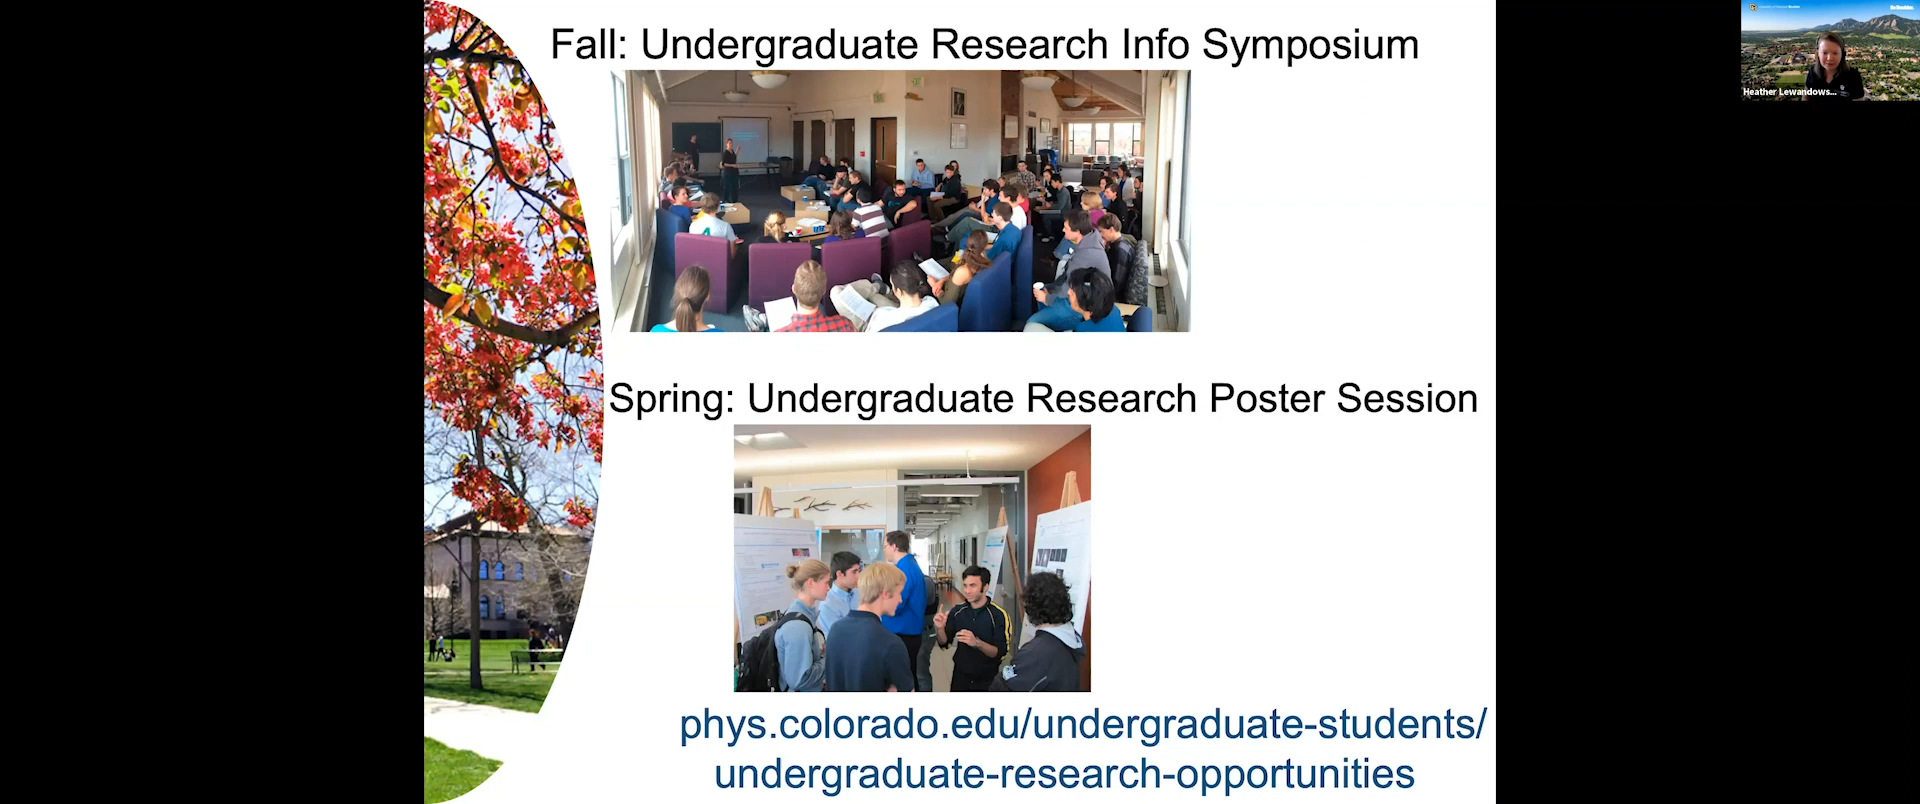 Fall: Undergraduate Research Info Symposium
Heather Lewandows...
Spring: Undergraduate Research Poster Session
phys.colorado.edu/undergraduate-students/
undergraduate-research-opportunities